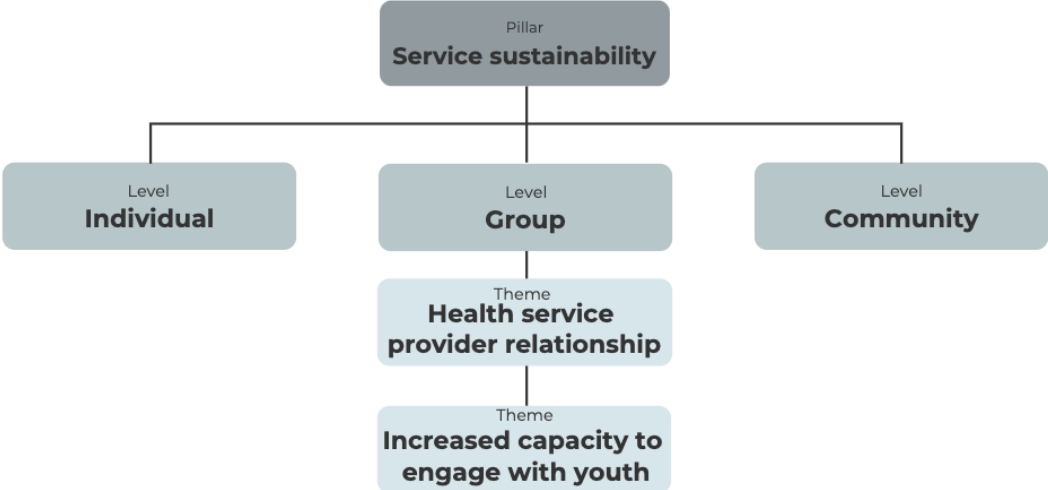 Pillar
Service sustainability
Level
Individual
Level
Group
Level
Community
Theme
Health service
provider relationship
Theme
Increased capacity to
engage with youth